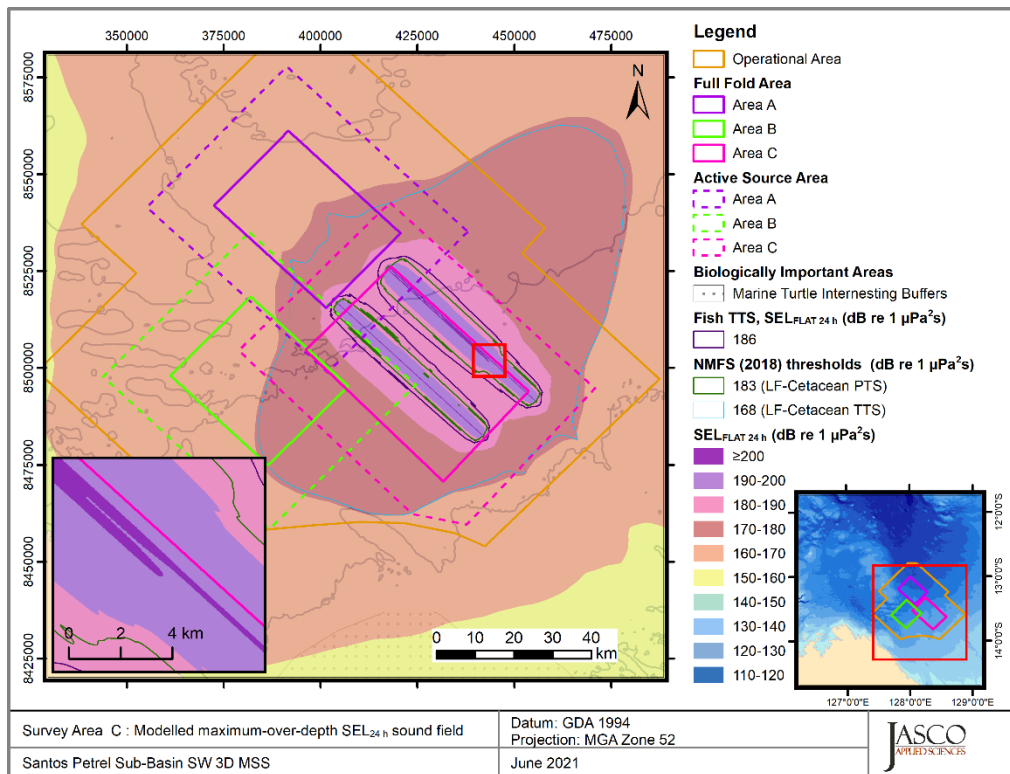 350000 375000 400000 425000 450000 475000
8575000
8550000
8525000
8500000
8475000
8450000
8425000
N
0 2 4 km
0 10 20 30 40
km
Legend
Operational Area
Full Fold Area
Area A
Area B
Area C
Active Source Area
Area A
Area B
Area C
Biologically Important Areas
Marine Turtle Internesting Buffers
Fish TTS, SELFLAT 24 h (dB re 1 µPa²s)
186
NMFS (2018) thresholds (dB re 1 µPa²s)
183 (LF-Cetacean PTS)
168 (LF-Cetacean TTS)
SELFLAT 24 h (dB re 1 µPa²s)
≥200
190-200
180-190
170-180
160-170
150-160
140-150
130-140
120-130
110-120
12°0'0"S
13°0'0"S
14°0'0"S
127°0'0"E 128°0'0"E 129°0'0"E
Survey Area C : Modelled maximum-over-depth SEL24 h sound field
Datum: GDA 1994
Projection: MGA Zone 52
Santos Petrel Sub-Basin SW 3D MSS
June 2021
JASCO
APPLIED SCIENCES